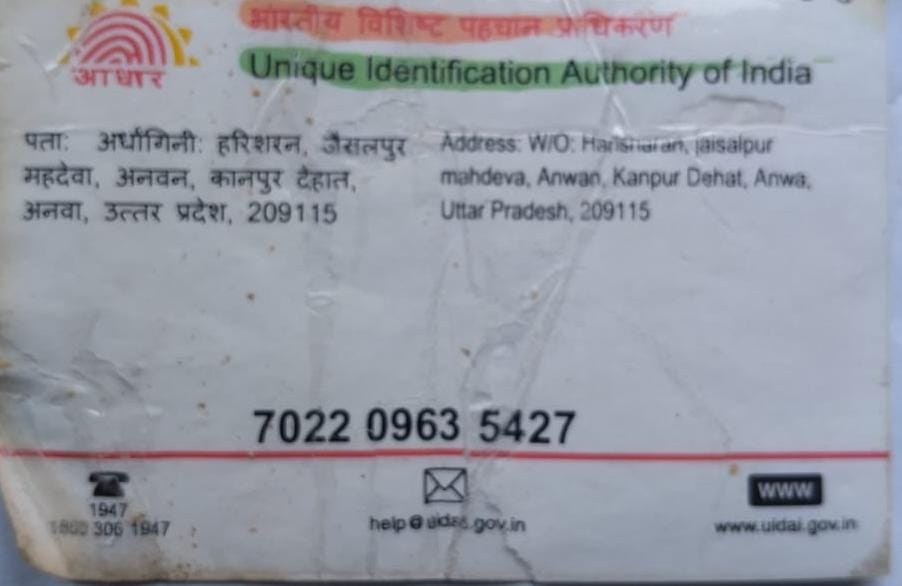 भारतीय विशिष्ट पहचान प्राधिकरण
आधार
Unique Identification Authority of India
पता: अर्धांगिनी: हरिशरन, जैसलपुर
महदेवा, अनवन, कानपुर देहात,
अनवा, उत्तर प्रदेश, 209115
Address: W/O: Harisharan, jaisalpur
mahdeva, Anwan, Kanpur Dehat, Anwa,
Uttar Pradesh, 209115
7022 0963 5427
1947
1800 306 1947
help@uidai.gov.in
WWW
www.uidai.gov.in